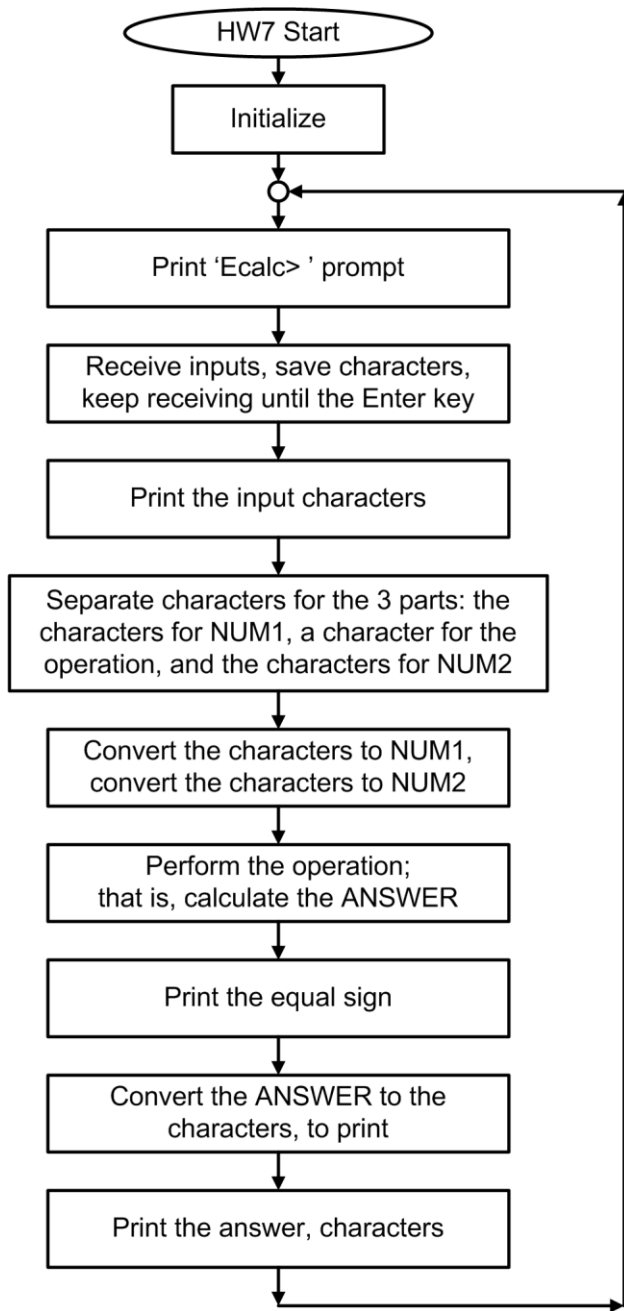 HW7 Start
Initialize
Print ‘Ecalc> ’ prompt
Receive inputs, save characters,
keep receiving until the Enter key
Print the input characters
Separate characters for the 3 parts: the
characters for NUM1, a character for the
operation, and the characters for NUM2
Convert the characters to NUM1,
convert the characters to NUM2
Perform the operation;
that is, calculate the ANSWER
Print the equal sign
Convert the ANSWER to the
characters, to print
Print the answer, characters